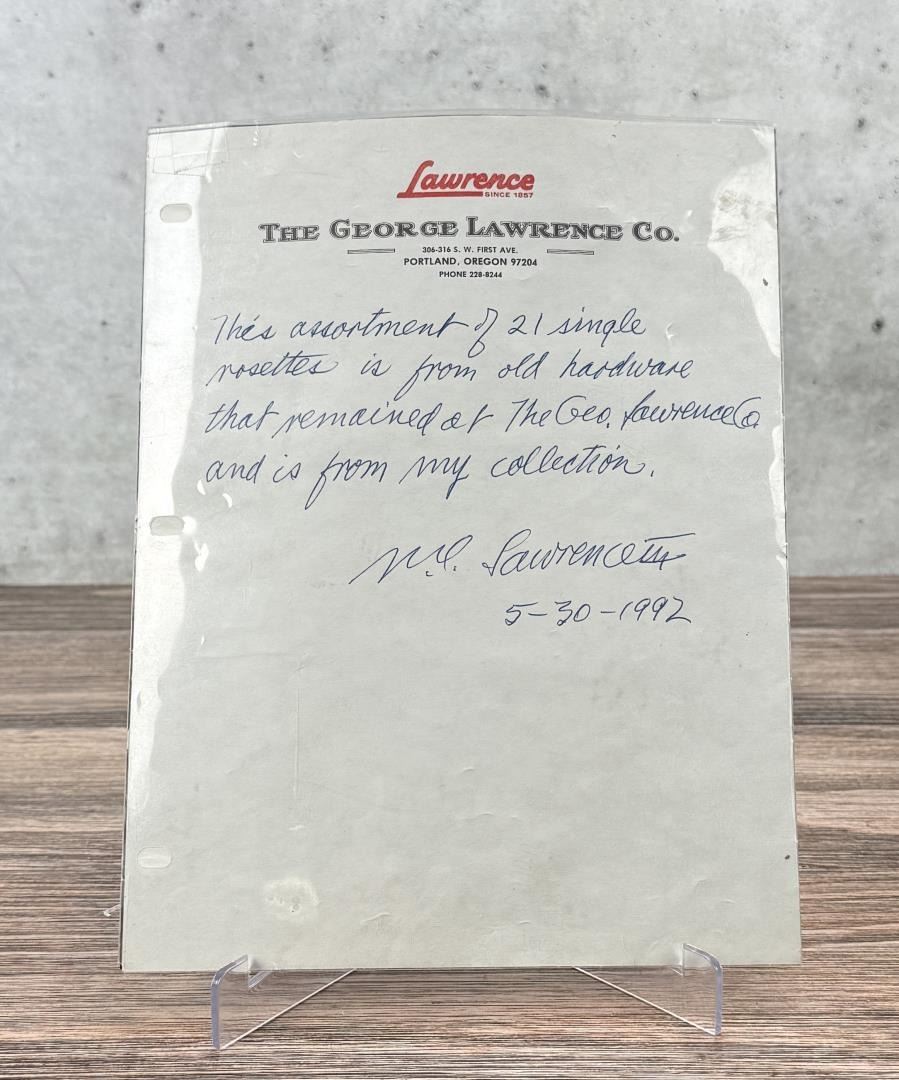 Lawrence
SINCE 1857
THE GEORGE LAWRENCE CO.
306-316 S. W. FIRST AVE.
PORTLAND, OREGON 97204
PHONE 228-8244
This assortment of 21 single
rosettes is from old hardware
that remained at The Geo. Lawrence Co.
and is from my collection.
W.C. Lawrence III
5-30-1992